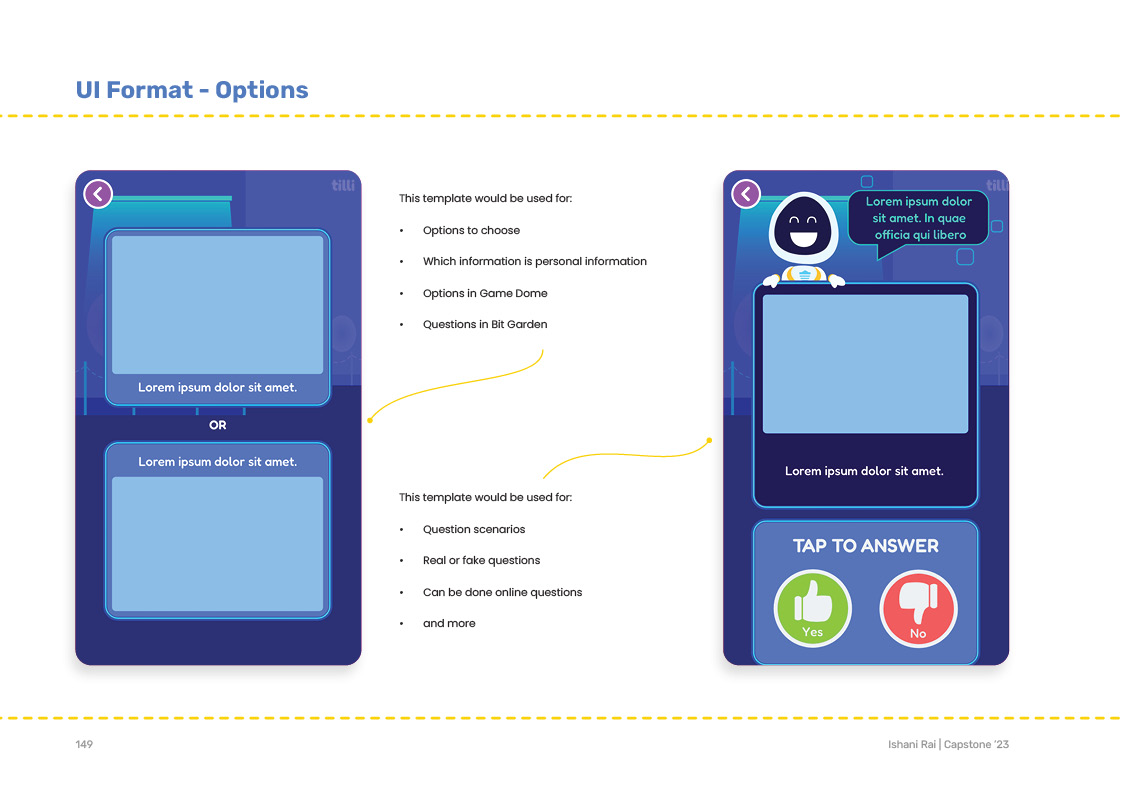 UI Format - Options
tilli
Lorem ipsum dolor sit amet.
OR
Lorem ipsum dolor sit amet.
This template would be used for:
• Options to choose
• Which information is personal information
• Options in Game Dome
• Questions in Bit Garden
This template would be used for:
• Question scenarios
• Real or fake questions
• Can be done online questions
• and more
tilli
Lorem ipsum dolor
sit amet. In quae
officia qui libero
Lorem ipsum dolor sit amet.
TAP TO ANSWER
Yes
No
149
Ishani Rai | Capstone '23